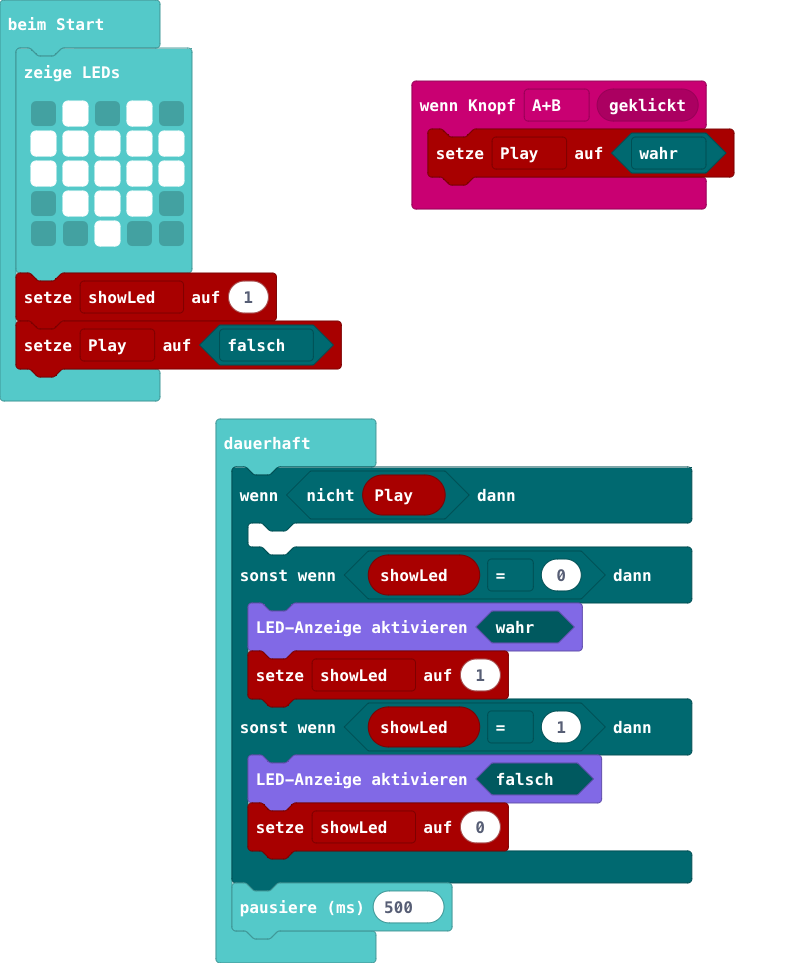 beim Start
zeige LEDs
setze showLed auf 1
setze Play auf falsch
wenn Knopf A+B geklickt
setze Play auf wahr
dauerhaft
wenn nicht Play dann
sonst wenn showLed = 0 dann
LED-Anzeige aktivieren wahr
setze showLed auf 1
sonst wenn showLed = 1 dann
LED-Anzeige aktivieren falsch
setze showLed auf 0
pausiere (ms) 500